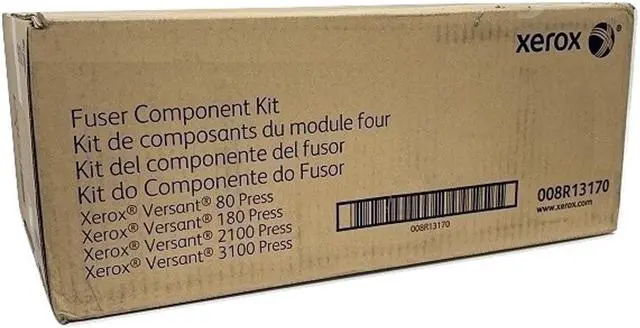 xerox
Fuser Component Kit
Kit de composants du module four
Kit del componente del fusor
Kit do Componente do Fusor
Xerox® Versant® 80 Press
Xerox® Versant® 180 Press
Xerox® Versant® 2100 Press
Xerox® Versant® 3100 Press
008R13170
008R13170
www.xerox.com